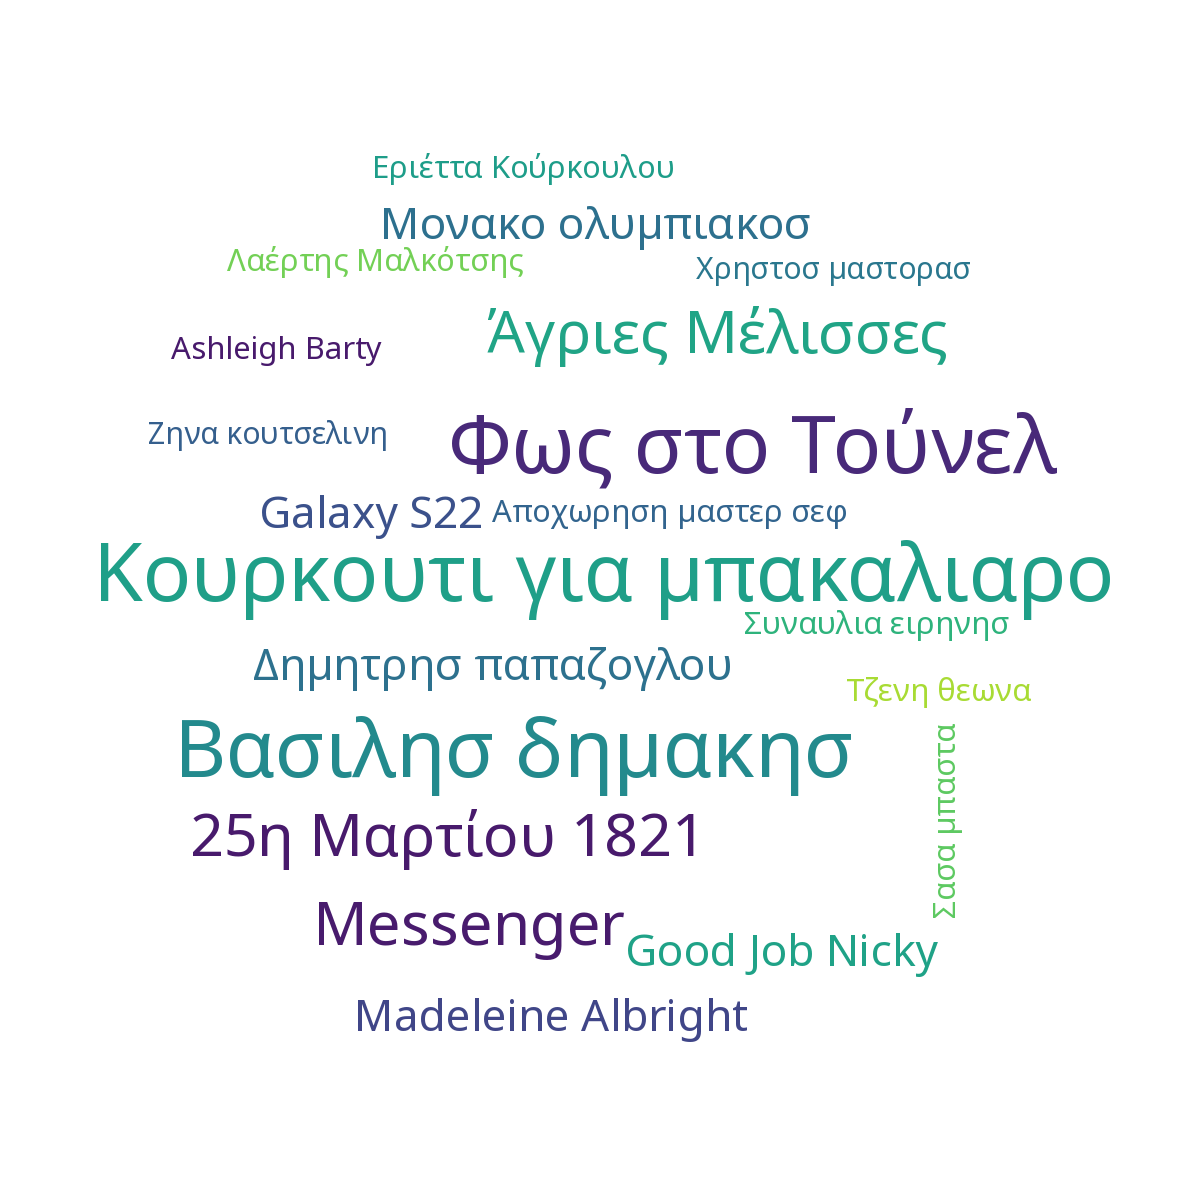 Εριέττα Κούρκουλου
Μονακο ολυμπιακοσ
Λαέρτης Μαλκότσης
Χρηστοσ μαστορασ
Άγριες Μέλισσες
Ashleigh Barty
Ζηνα κουτσελινη
Φως στο Τούνελ
Galaxy S22
Αποχωρηση μαστερ σεφ
Κουρκουτι για μπακαλιαρο
Συναυλια ειρηνησ
Δημητρησ παπαζογλου
Τζενη θεωνα
Βασιλησ δημακησ
Σασα μπαστα
25η Μαρτίου 1821
Messenger
Good Job Nicky
Madeleine Albright